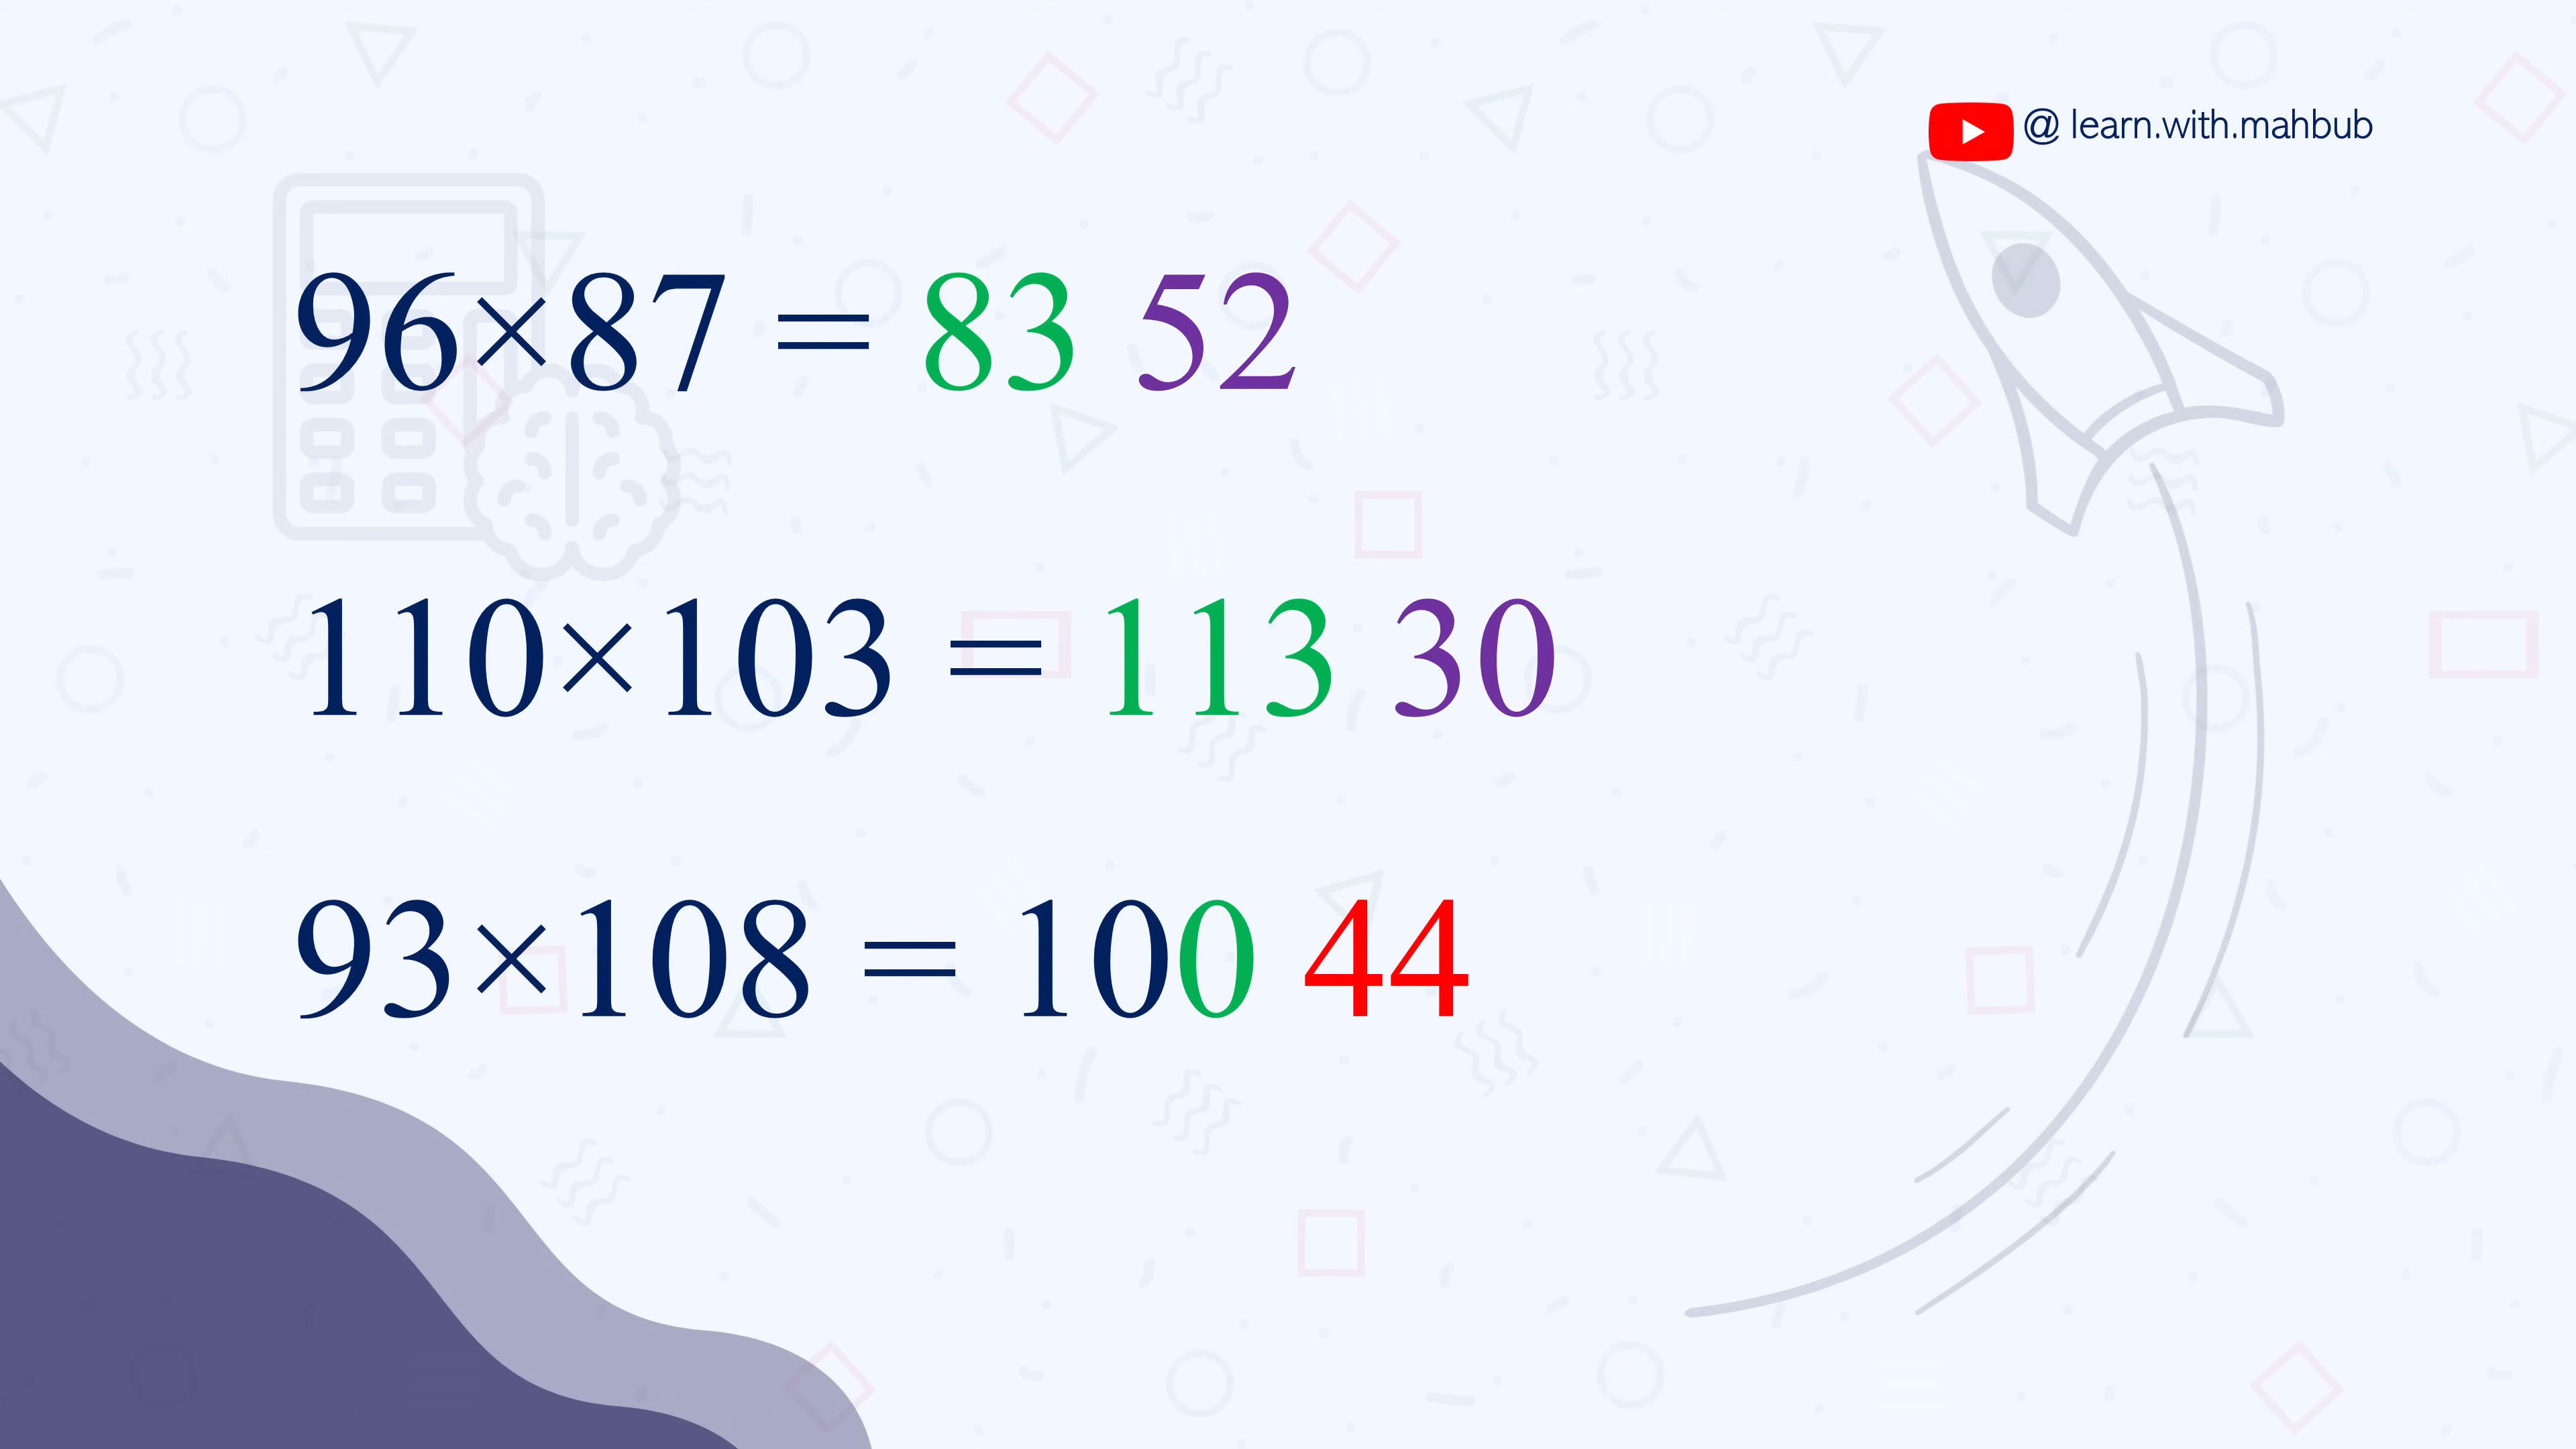 @ learn.with.mahbub
96×87 = 83 52
110×103 = 113 30
93×108 = 100 44